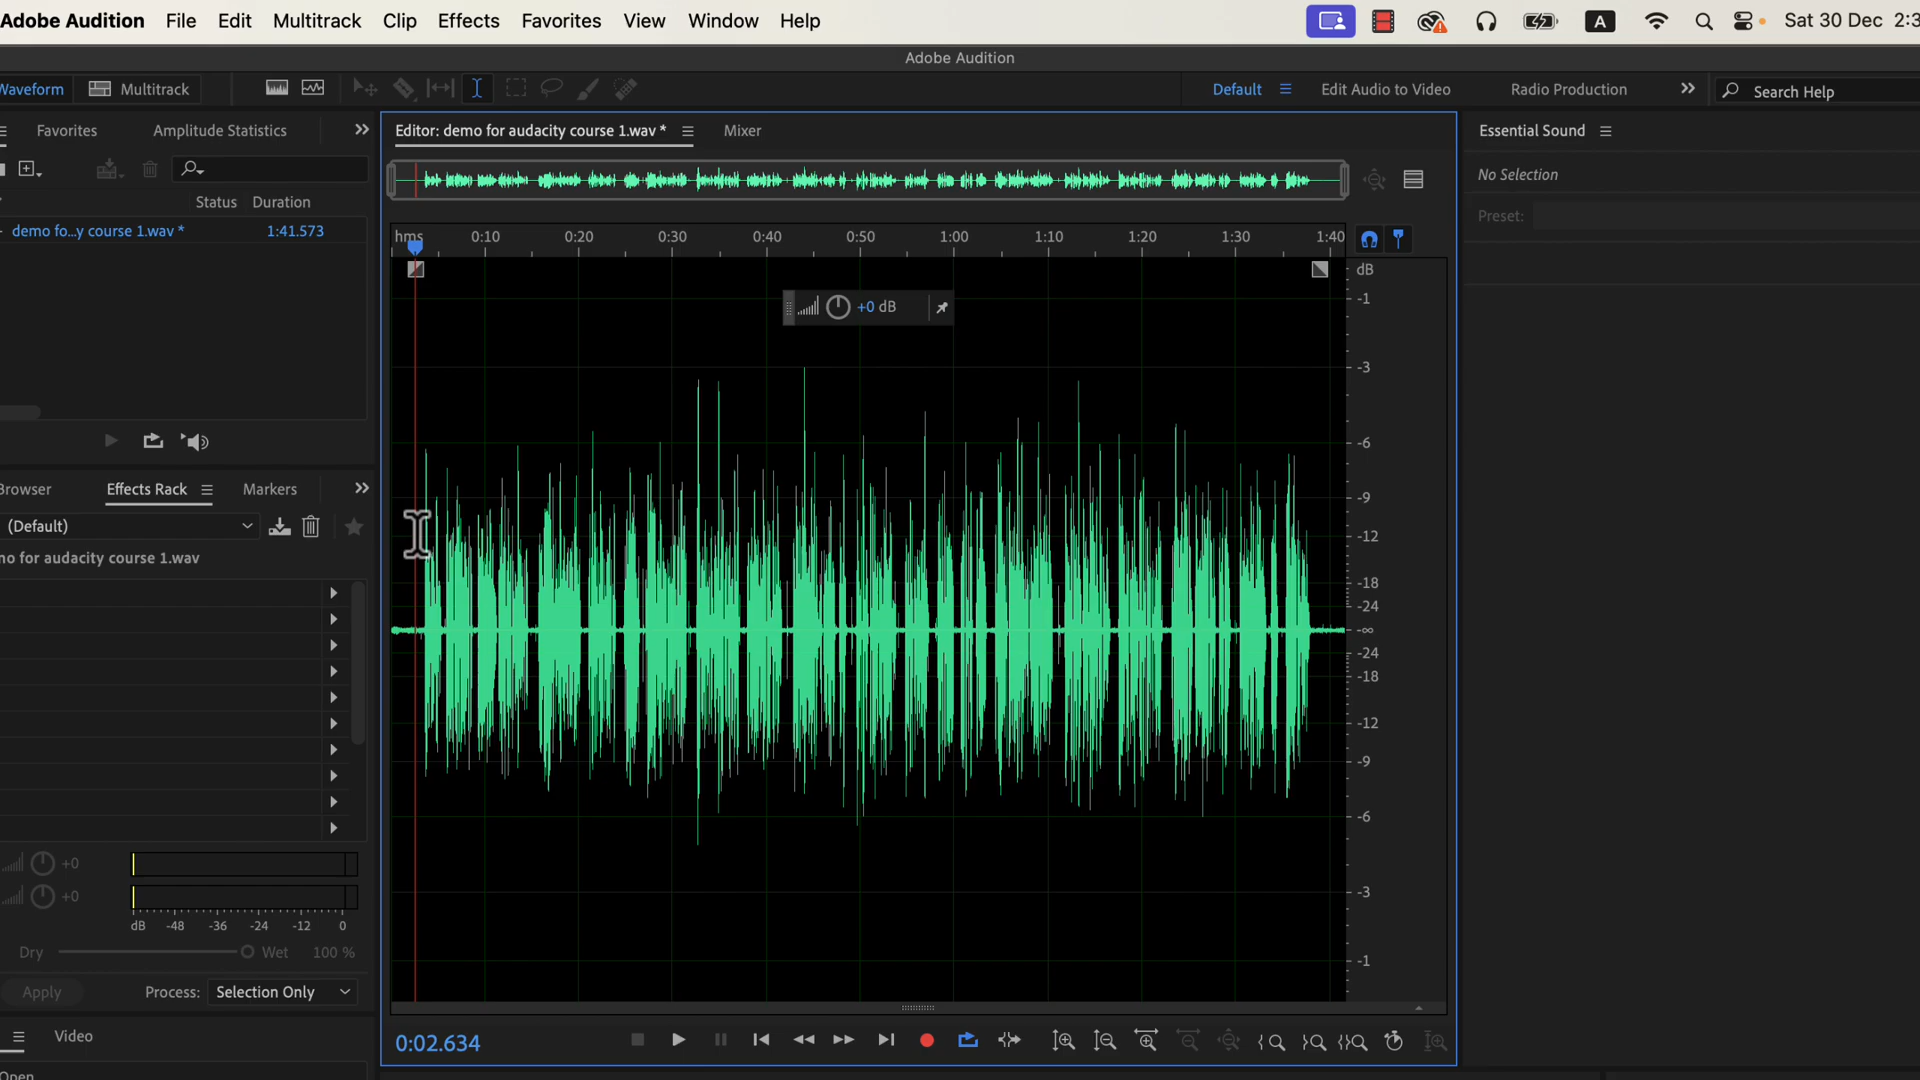 Adobe Audition File Edit Multitrack Clip Effects Favorites View Window Help A Sat 30 Dec 2:3
Adobe Audition
Waveform Multitrack Default Edit Audio to Video Radio Production Search Help
Favorites Amplitude Statistics
Editor: demo for audacity course 1.wav * Mixer
Essential Sound
No Selection
Status Duration
Preset:
demo fo...y course 1.wav * 1:41.573
hms 0:10 0:20 0:30 0:40 0:50 1:00 1:10 1:20 1:30 1:40
dB
-1
+0 dB
-3
-6
-9
-12
-18
-24
-∞
-24
-18
-12
-9
-6
-3
-1
Browser Effects Rack Markers
(Default)
mo for audacity course 1.wav
+0
+0
dB -48 -36 -24 -12 0
Dry Wet 100 %
Apply Process: Selection Only
Video
Open
0:02.634